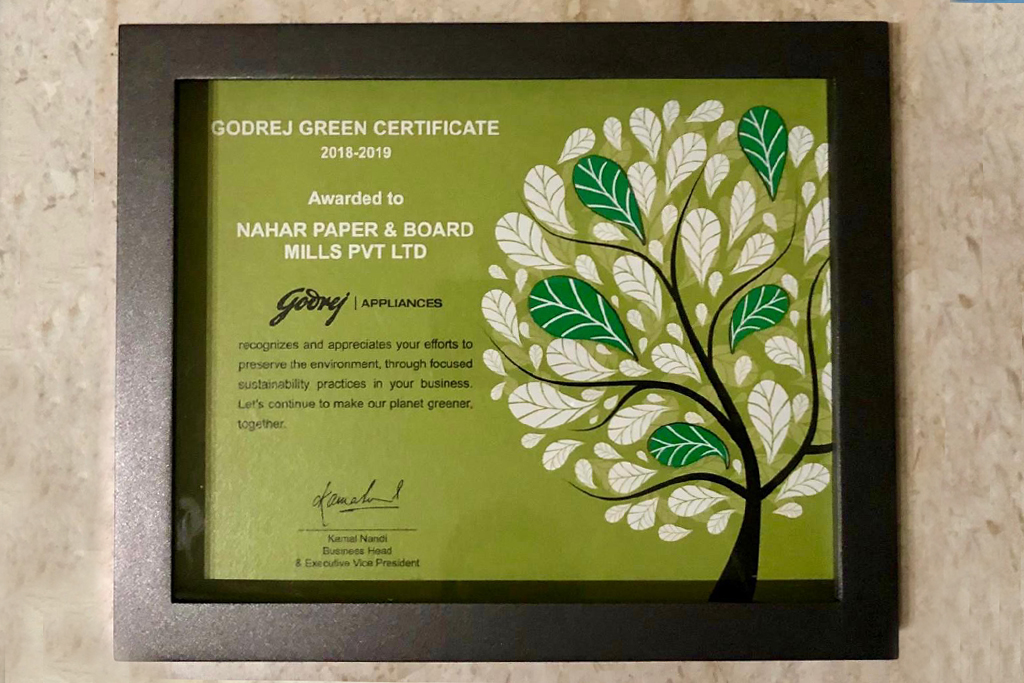 GODREJ GREEN CERTIFICATE
2018-2019
Awarded to
NAHAR PAPER & BOARD
MILLS PVT LTD
Godrej | APPLIANCES
recognizes and appreciates your efforts to
preserve the environment, through focused
sustainability practices in your business.
Let's continue to make our planet greener,
together.
Kamal Nandi
Business Head
& Executive Vice President